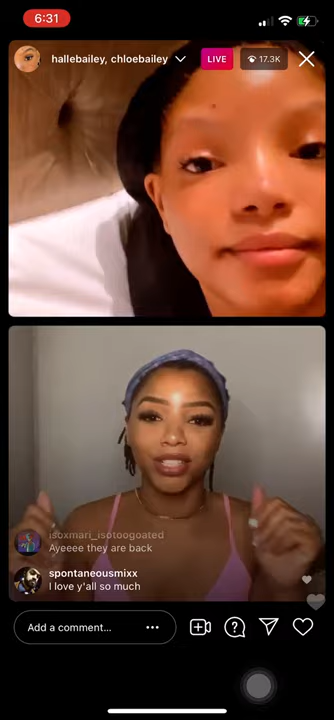 6:31
hallebailey, chloebailey
LIVE
17.3K
isoxmari_isotoogoated
Ayeeee they are back
spontaneousmixx
I love y'all so much
Add a comment...